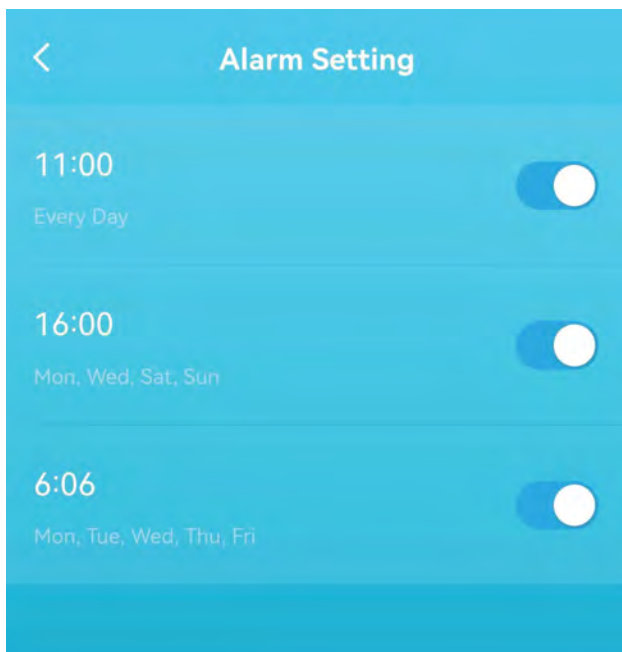 Alarm Setting
11:00
Every Day
16:00
Mon, Wed, Sat, Sun
6:06
Mon, Tue, Wed, Thu, Fri